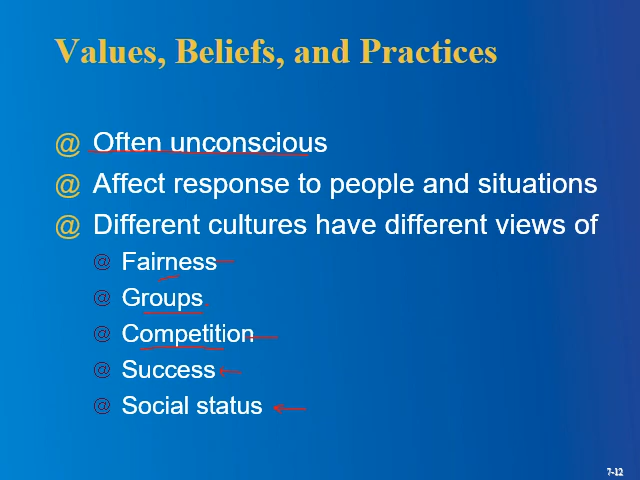 Values, Beliefs, and Practices
@ Often unconscious
@ Affect response to people and situations
@ Different cultures have different views of
@ Fairness
@ Groups
@ Competition
@ Success
@ Social status
7-12